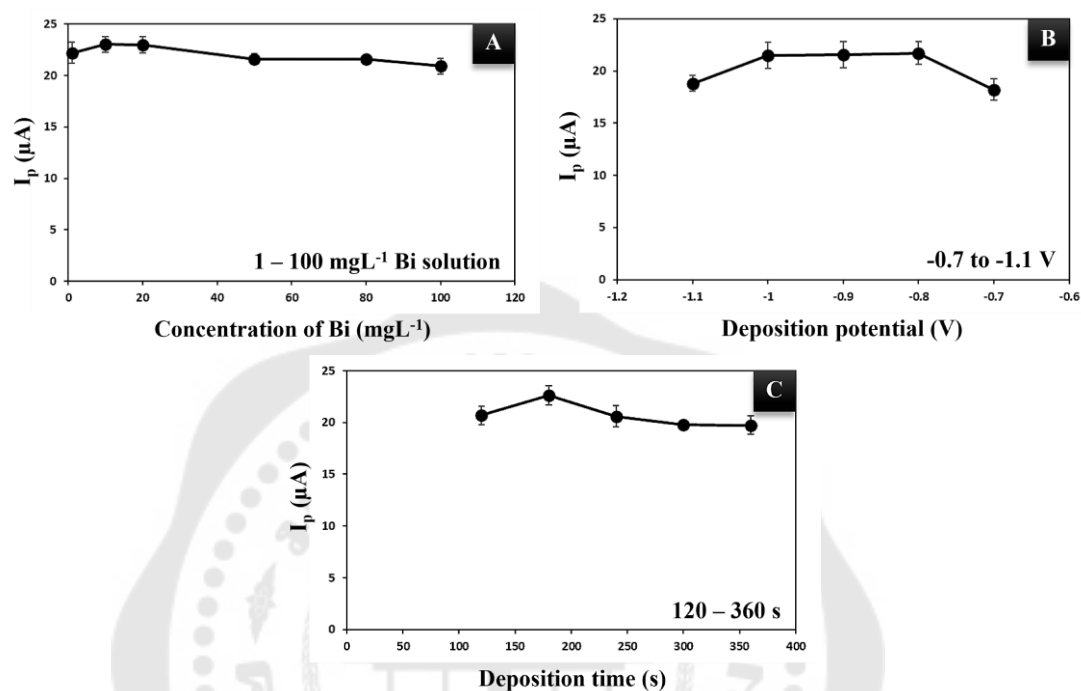 A
25
20
15
10
5
0
I_p (µA)
1 – 100 mgL⁻¹ Bi solution
0 20 40 60 80 100 120
Concentration of Bi (mgL⁻¹)
B
25
20
15
10
5
0
I_p (µA)
-0.7 to -1.1 V
-1.2 -1.1 -1 -0.9 -0.8 -0.7 -0.6
Deposition potential (V)
C
25
20
15
10
5
0
I_p (µA)
120 – 360 s
0 50 100 150 200 250 300 350 400
Deposition time (s)